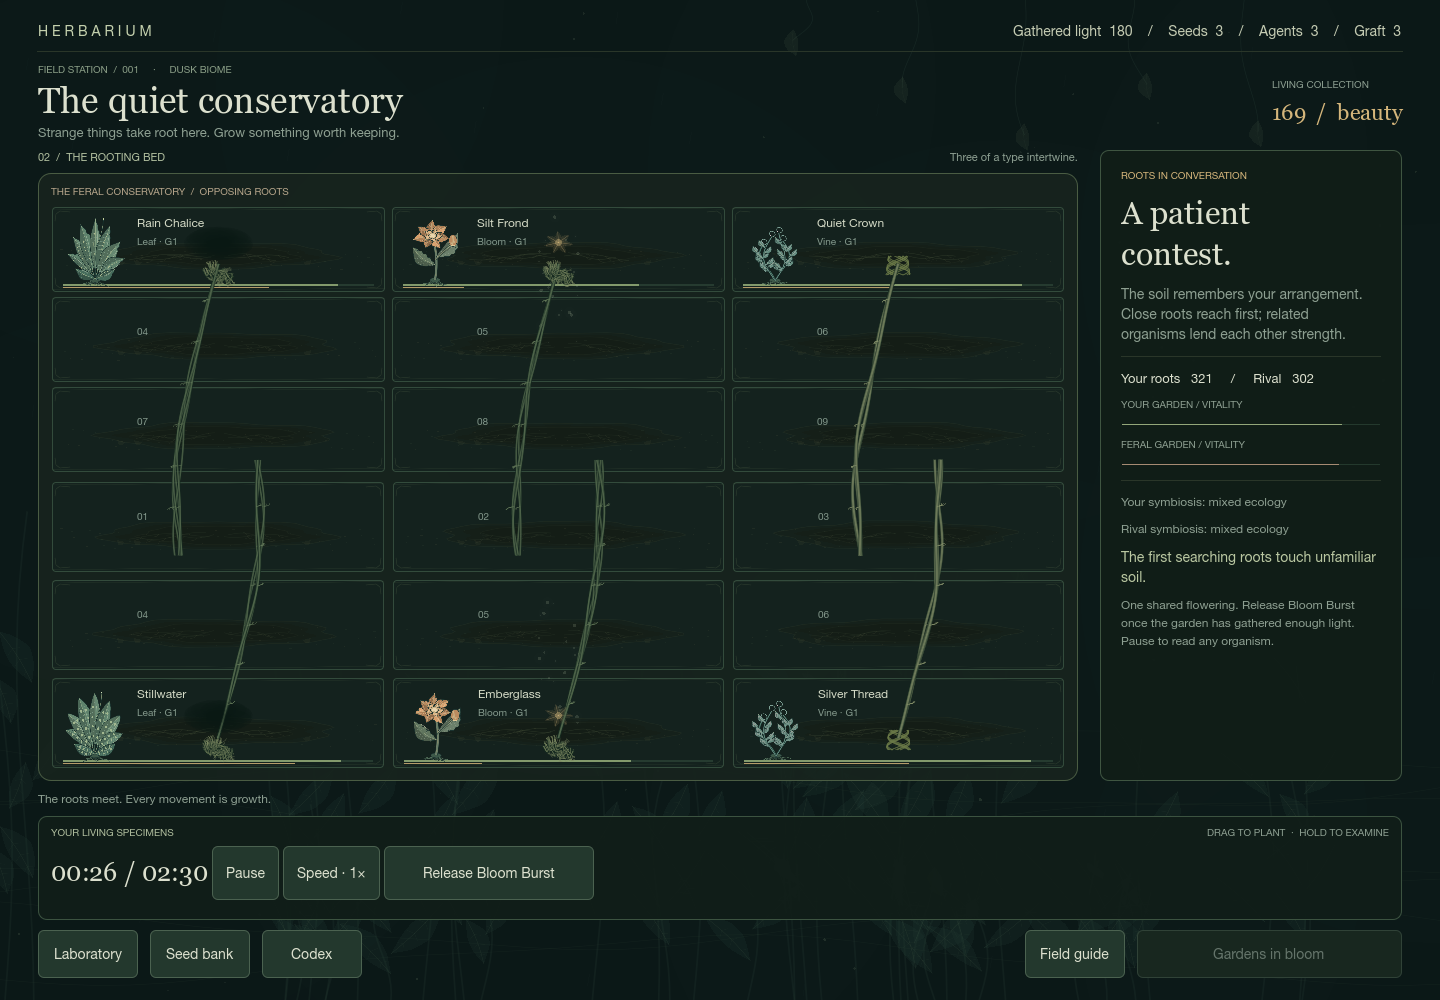 HERBARIUM
Gathered light 180 / Seeds 3 / Agents 3 / Graft 3
FIELD STATION / 001 · DUSK BIOME
The quiet conservatory
Strange things take root here. Grow something worth keeping.
LIVING COLLECTION
169 / beauty
02 / THE ROOTING BED
Three of a type intertwine.
THE FERAL CONSERVATORY / OPPOSING ROOTS
Rain Chalice
Leaf · G1
Silt Frond
Bloom · G1
Quiet Crown
Vine · G1
04
05
06
07
08
09
01
02
03
04
05
06
Stillwater
Leaf · G1
Emberglass
Bloom · G1
Silver Thread
Vine · G1
ROOTS IN CONVERSATION
A patient
contest.
The soil remembers your arrangement.
Close roots reach first; related
organisms lend each other strength.
Your roots 321 / Rival 302
YOUR GARDEN / VITALITY
FERAL GARDEN / VITALITY
Your symbiosis: mixed ecology
Rival symbiosis: mixed ecology
The first searching roots touch unfamiliar
soil.
One shared flowering. Release Bloom Burst
once the garden has gathered enough light.
Pause to read any organism.
The roots meet. Every movement is growth.
YOUR LIVING SPECIMENS
DRAG TO PLANT · HOLD TO EXAMINE
00:26 / 02:30
Pause
Speed · 1×
Release Bloom Burst
Laboratory
Seed bank
Codex
Field guide
Gardens in bloom